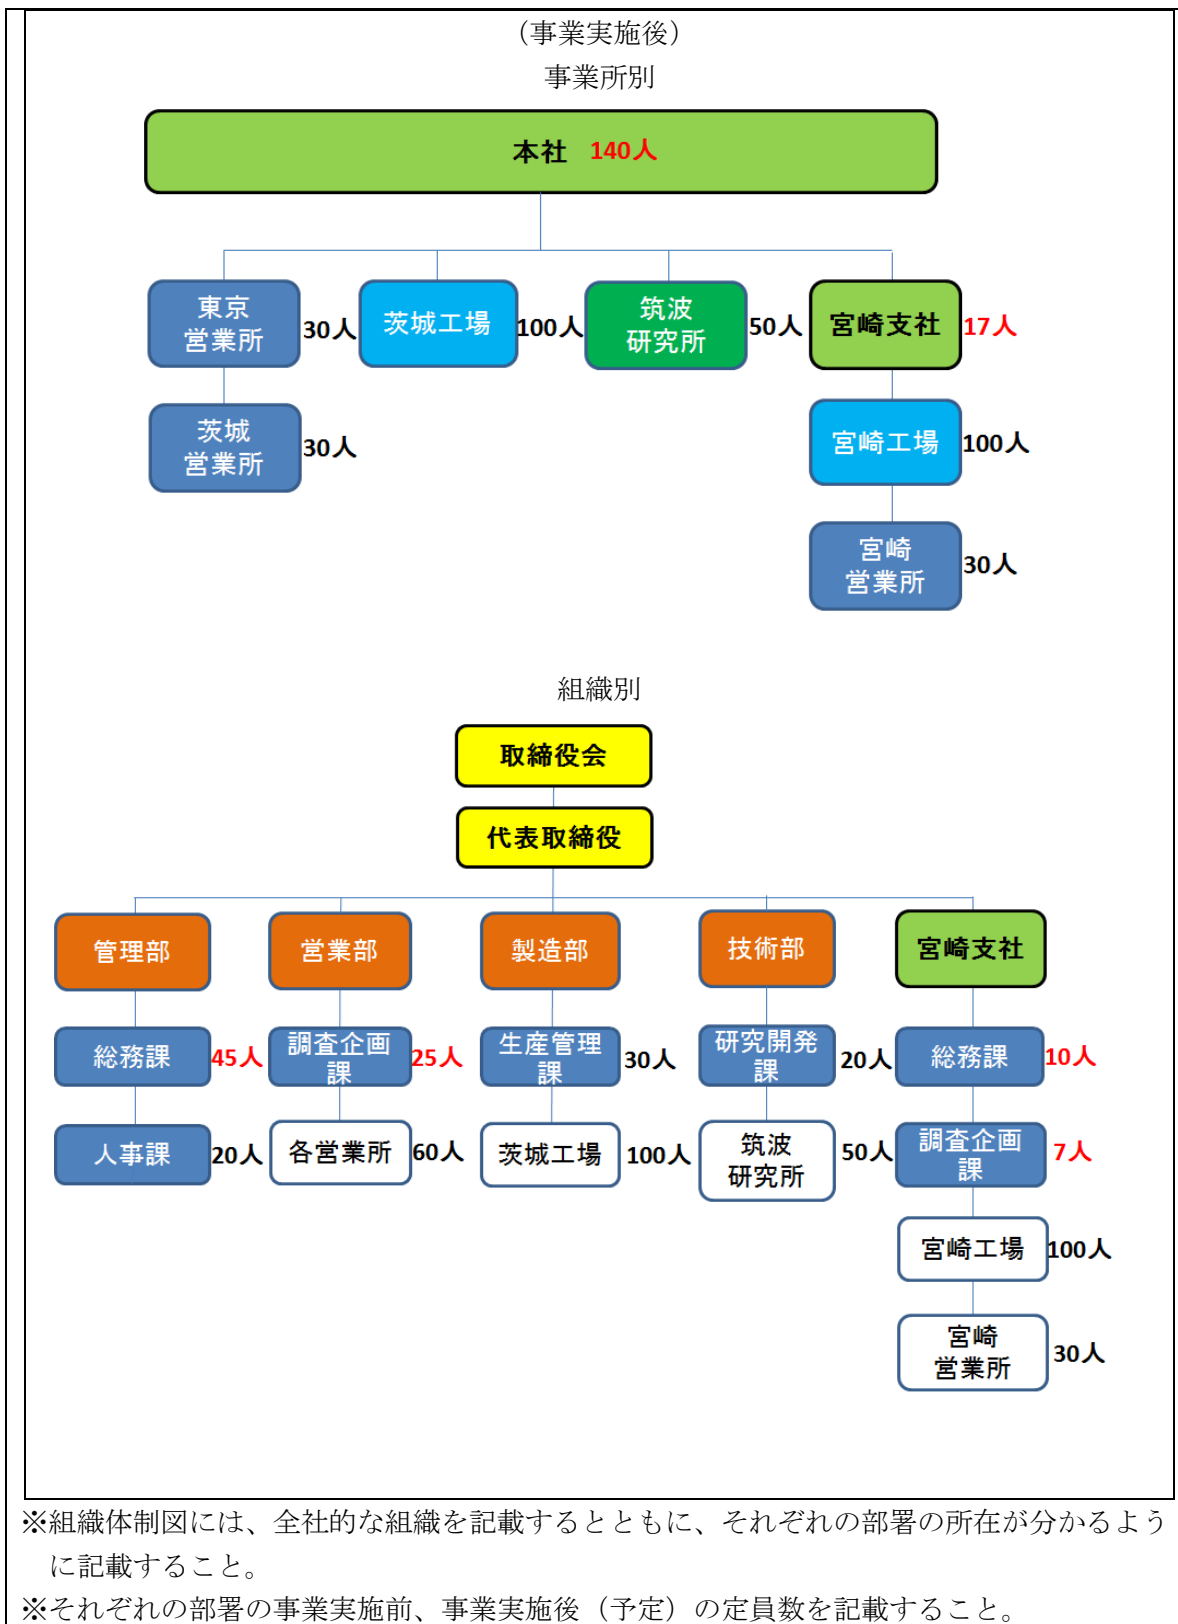 （事業実施後）
事業所別
本社 140人
東京
営業所
30人
茨城工場
100人
筑波
研究所
50人
宮崎支社
17人
茨城
営業所
30人
宮崎工場
100人
宮崎
営業所
30人
組織別
取締役会
代表取締役
管理部
営業部
製造部
技術部
宮崎支社
総務課
45人
調査企画
課
25人
生産管理
課
30人
研究開発
課
20人
総務課
10人
人事課
20人
各営業所
60人
茨城工場
100人
筑波
研究所
50人
調査企画
課
7人
宮崎工場
100人
宮崎
営業所
30人
※組織体制図には、全社的な組織を記載するとともに、それぞれの部署の所在が分かるよう
に記載すること。
※それぞれの部署の事業実施前、事業実施後（予定）の定員数を記載すること。